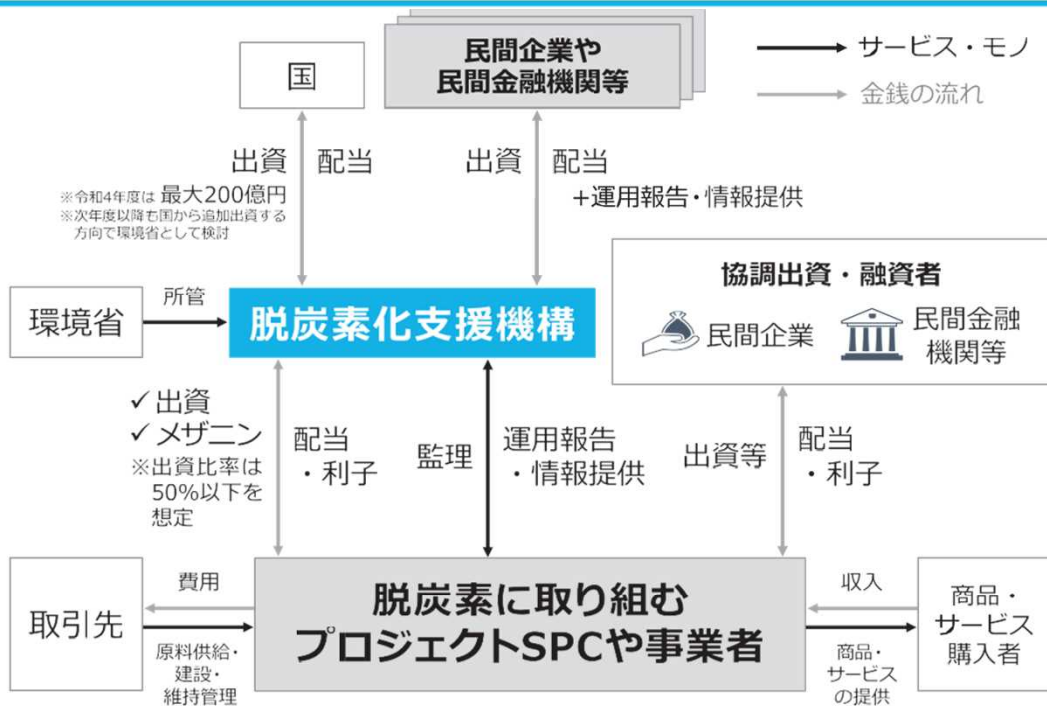 国
民間企業や
民間金融機関等
サービス・モノ
金銭の流れ
出資
配当
※令和4年度は 最大200億円
※次年度以降も国から追加出資する
方向で環境省として検討
出資
配当
+運用報告・情報提供
環境省
所管
脱炭素化支援機構
協調出資・融資者
民間企業
民間金融
機関等
✓ 出資
✓ メザニン
※出資比率は
50%以下を
想定
配当
・利子
監理
運用報告
・情報提供
出資等
配当
・利子
取引先
費用
原料供給・
建設・
維持管理
脱炭素に取り組む
プロジェクトSPCや事業者
収入
商品・
サービス
の提供
商品・
サービス
購入者